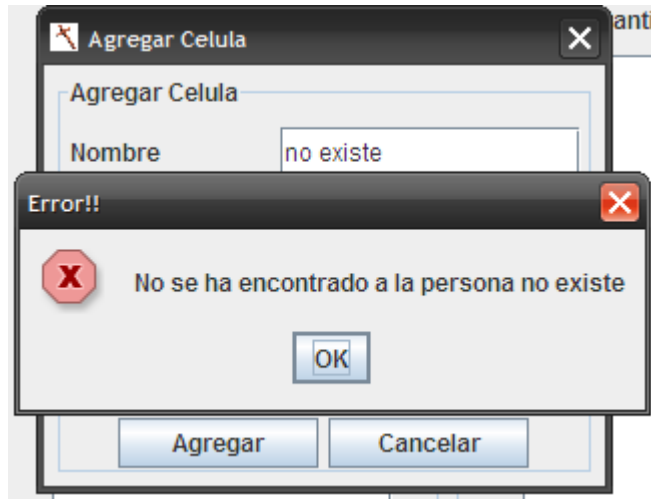 anti
Agregar Celula
Agregar Celula
Nombre no existe
Error!!
X No se ha encontrado a la persona no existe
OK
Agregar Cancelar